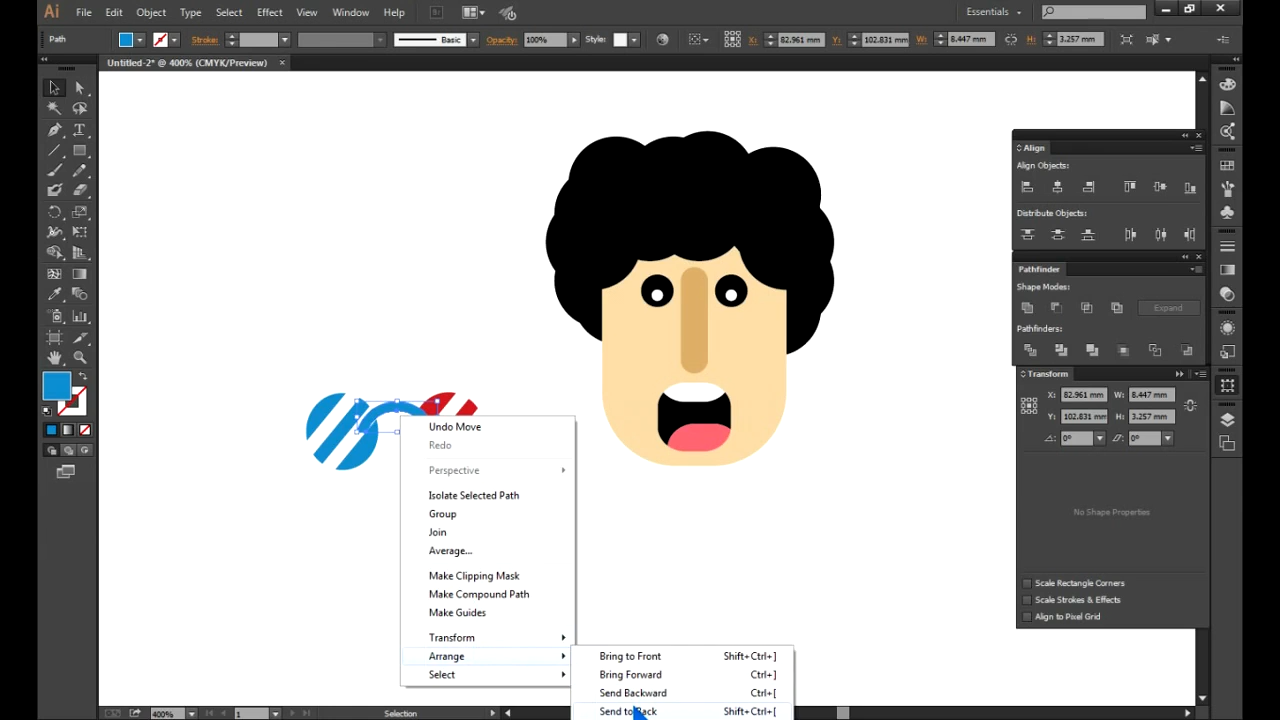 Ai File Edit Object Type Select Effect View Window Help Br Essentials
Path Stroke: Basic Opacity: 100% Style: X: 82.961 mm Y: 102.831 mm W: 8.447 mm H: 3.257 mm
Untitled-2* @ 400% (CMYK/Preview)
Align
Align Objects:
Distribute Objects:
Pathfinder
Shape Modes:
Expand
Pathfinders:
Transform
X: 82.961 mm W: 8.447 mm
Y: 102.831 mm H: 3.257 mm
0° 0°
No Shape Properties
Scale Rectangle Corners
Scale Strokes & Effects
Align to Pixel Grid
Undo Move
Redo
Perspective
Isolate Selected Path
Group
Join
Average...
Make Clipping Mask
Make Compound Path
Make Guides
Transform
Arrange
Select
Bring to Front Shift+Ctrl+]
Bring Forward Ctrl+]
Send Backward Ctrl+[
Send to Back Shift+Ctrl+[
400% 1 Selection